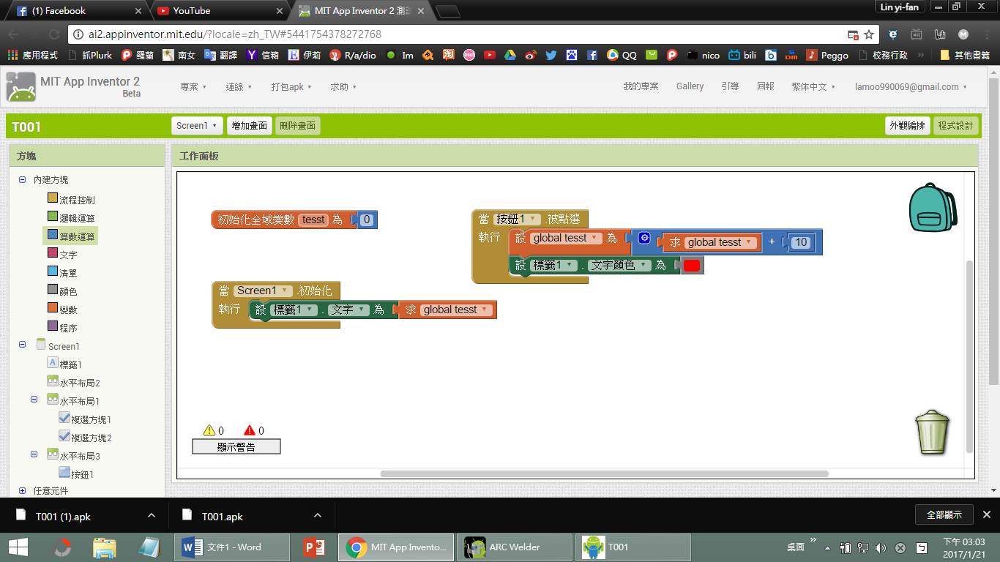 (1) Facebook
YouTube
MIT App Inventor 2 測試
Lin yi-fan
ai2.appinventor.mit.edu/?locale=zh_TW#5441754378272768
應用程式 抓Plurk 羅蘭 南女 翻譯 信箱 伊莉 R/a/dio Im QQ nico bili Peggo 校務行政 » 其他書籤
MIT App Inventor 2
Beta
專案 連線 打包apk 求助 我的專案 Gallery 引導 回報 繁体中文 lamoo990069@gmail.com
T001 Screen1 增加畫面 刪除畫面 外觀編排 程式設計
方塊
內建方塊
流程控制
邏輯運算
算數運算
文字
清單
顏色
變數
程序
Screen1
標籤1
水平布局2
水平布局1
複選方塊1
複選方塊2
水平布局3
按鈕1
任意元件
工作面板
初始化全域變數 tesst 為 0
當 按鈕1 .被點選
執行 設 global tesst 為 求 global tesst + 10
設 標籤1 . 文字顏色 為
當 Screen1 .初始化
執行 設 標籤1 . 文字 為 求 global tesst
0 0
顯示警告
T001 (1).apk T001.apk 全部顯示
文件1 - Word MIT App Invento... ARC Welder T001 桌面 » 下午 03:03
2017/1/21